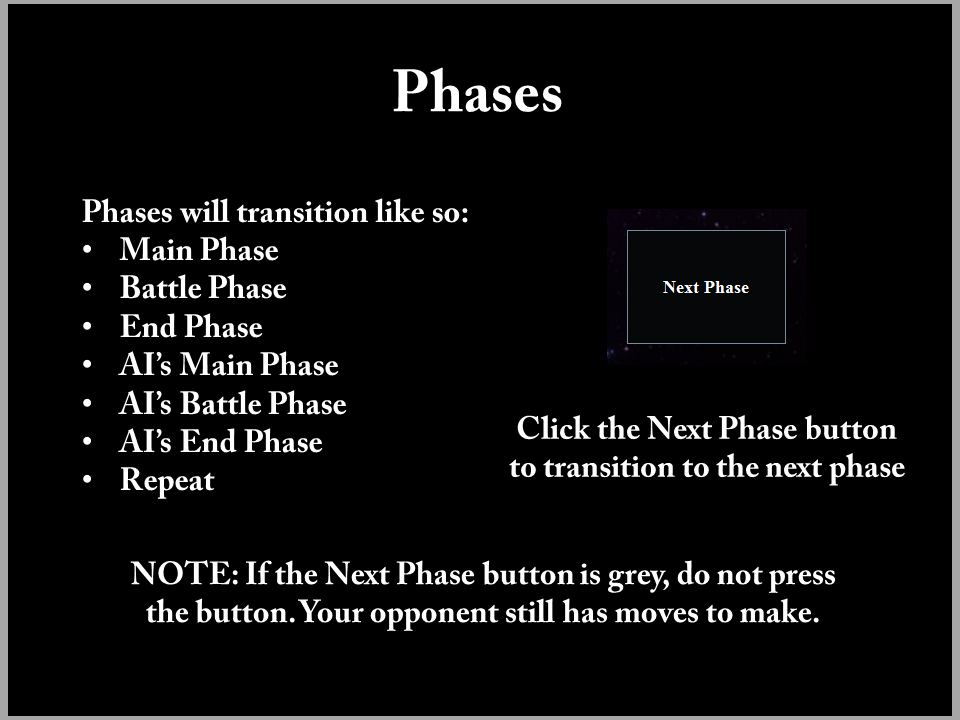 Phases
Phases will transition like so:
• Main Phase
• Battle Phase
• End Phase
• AI’s Main Phase
• AI’s Battle Phase
• AI’s End Phase
• Repeat
Next Phase
Click the Next Phase button
to transition to the next phase
NOTE: If the Next Phase button is grey, do not press
the button. Your opponent still has moves to make.